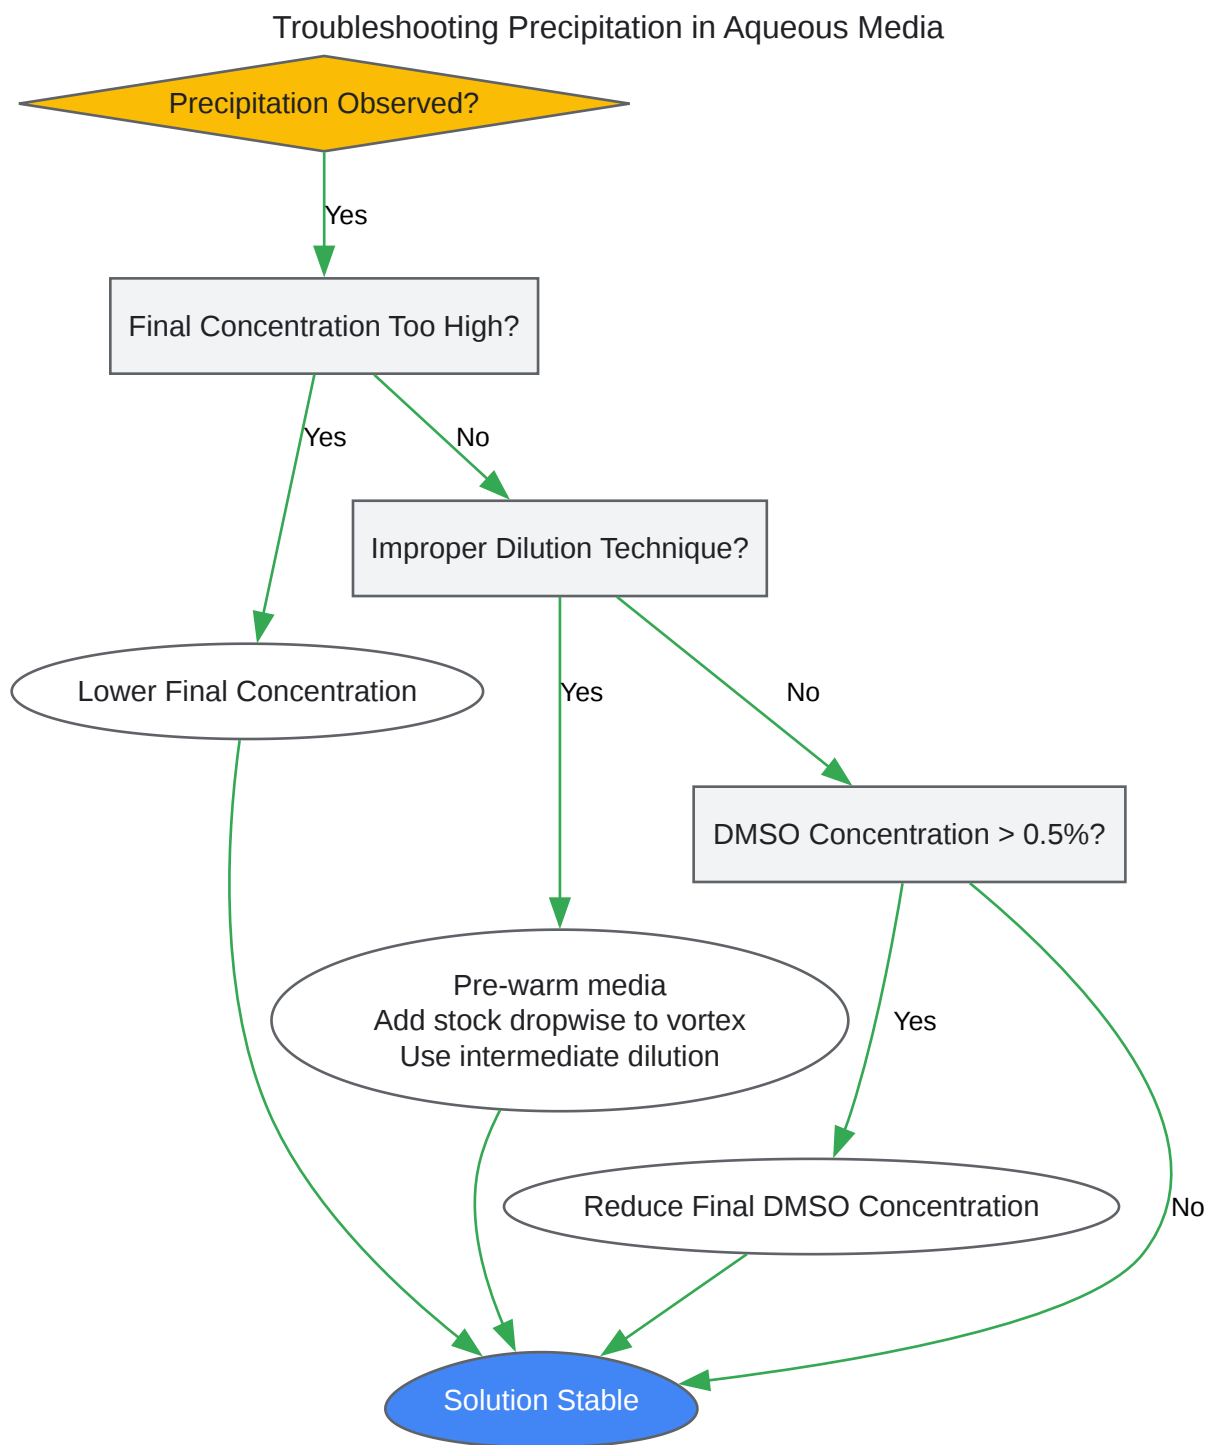 Troubleshooting Precipitation in Aqueous Media
Precipitation Observed?
Yes
Final Concentration Too High?
Yes
No
Improper Dilution Technique?
Lower Final Concentration
Yes
No
DMSO Concentration > 0.5%?
Pre-warm media
Add stock dropwise to vortex
Use intermediate dilution
Yes
Reduce Final DMSO Concentration
No
Solution Stable